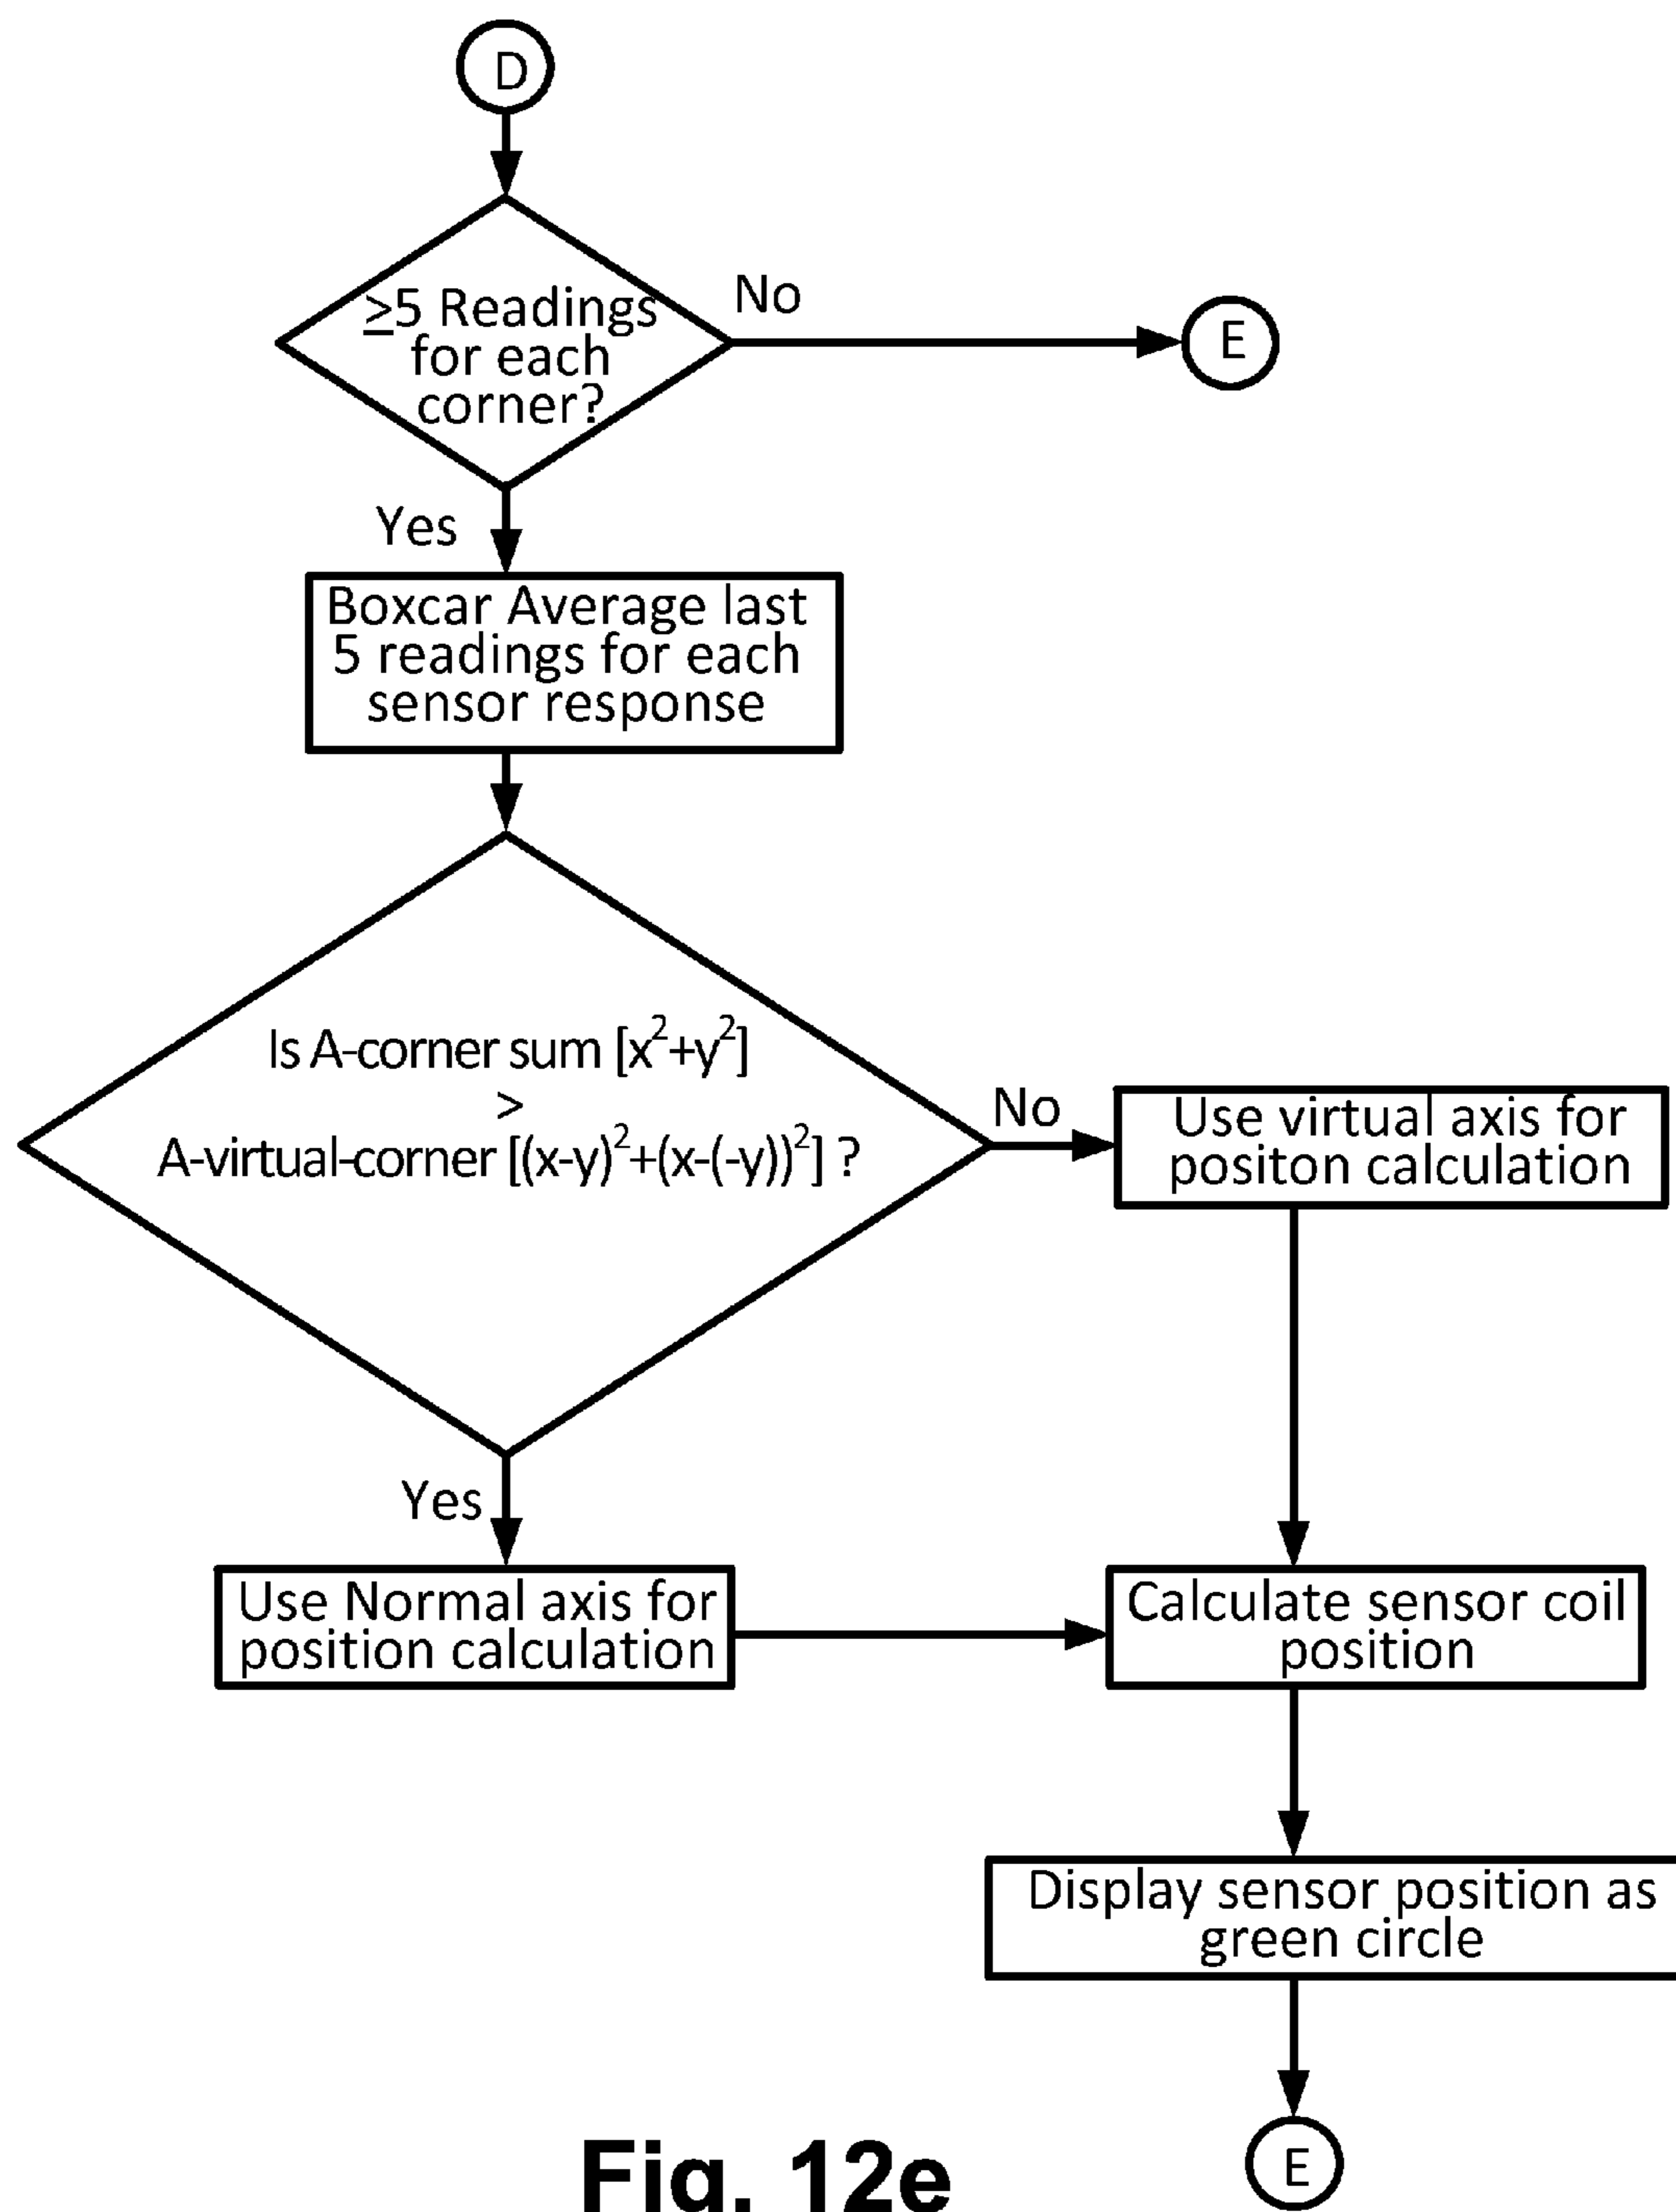 D
≥5 Readings
for each
corner?
No
E
Yes
Boxcar Average last
5 readings for each
sensor response
Is A-corner sum [x²+y²]
>
A-virtual-corner [(x-y)²+(x-(-y))²] ?
No
Use virtual axis for
positon calculation
Yes
Use Normal axis for
position calculation
Calculate sensor coil
position
Display sensor position as
green circle
E
Fig. 12e